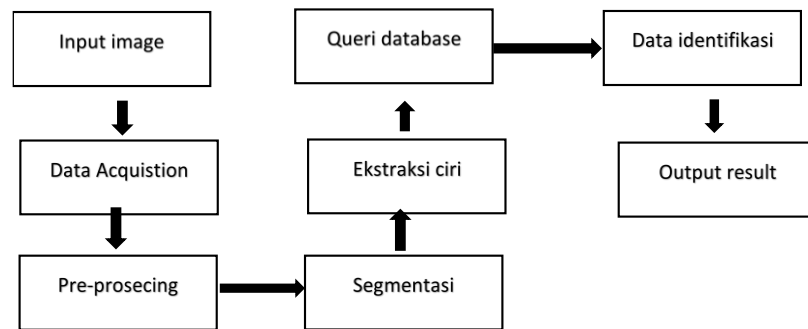 Input image
Data Acquistion
Pre-prosecing
Segmentasi
Ekstraksi ciri
Queri database
Data identifikasi
Output result